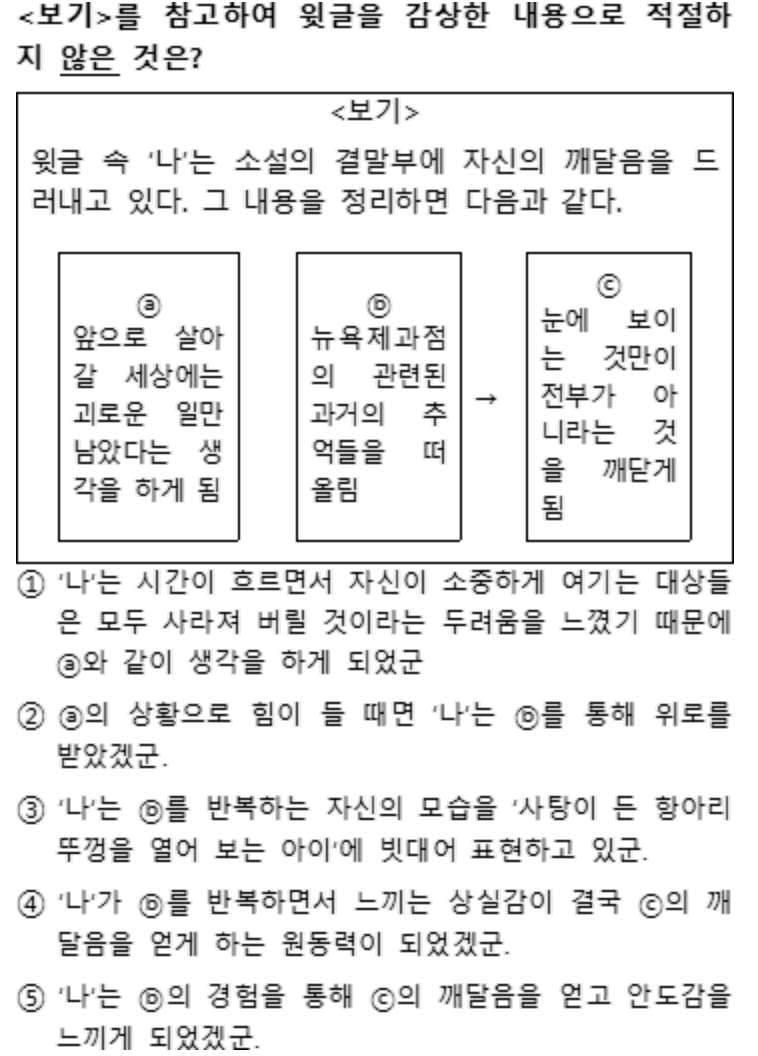 <보기>를 참고하여 윗글을 감상한 내용으로 적절하
지 않은 것은?
<보기>
윗글 속 '나'는 소설의 결말부에 자신의 깨달음을 드
러내고 있다. 그 내용을 정리하면 다음과 같다.
ⓐ
앞으로 살아
갈 세상에는
괴로운 일만
남았다는 생
각을 하게 됨
ⓑ
뉴욕제과점
의 관련된
과거의 추
억들을 떠
올림
→
ⓒ
눈에 보이
는 것만이
전부가 아
니라는 것
을 깨닫게
됨
① '나'는 시간이 흐르면서 자신이 소중하게 여기는 대상들
은 모두 사라져 버릴 것이라는 두려움을 느꼈기 때문에
ⓐ와 같이 생각을 하게 되었군
② ⓐ의 상황으로 힘이 들 때면 '나'는 ⓑ를 통해 위로를
받았겠군.
③ '나'는 ⓑ를 반복하는 자신의 모습을 '사탕이 든 항아리
뚜껑을 열어 보는 아이'에 빗대어 표현하고 있군.
④ '나'가 ⓑ를 반복하면서 느끼는 상실감이 결국 ⓒ의 깨
달음을 얻게 하는 원동력이 되었겠군.
⑤ '나'는 ⓑ의 경험을 통해 ⓒ의 깨달음을 얻고 안도감을
느끼게 되었겠군.